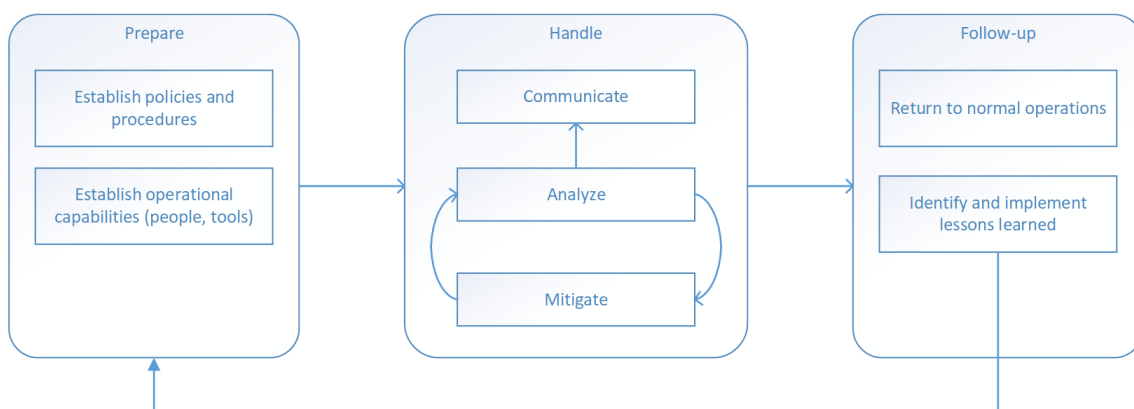 Prepare
Establish policies and
procedures
Establish operational
capabilities (people, tools)
Handle
Communicate
Analyze
Mitigate
Follow-up
Return to normal operations
Identify and implement
lessons learned